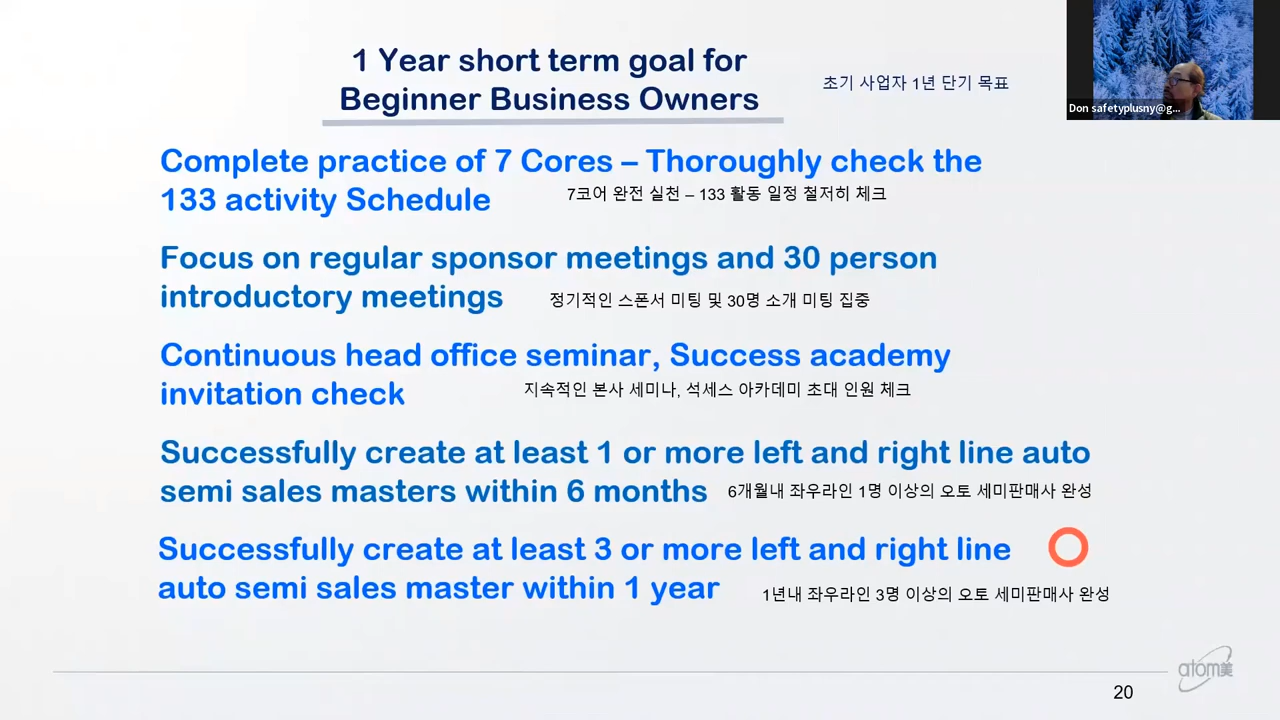 1 Year short term goal for
Beginner Business Owners
초기 사업자 1년 단기 목표
Don safetyplusny@g...
Complete practice of 7 Cores – Thoroughly check the
133 activity Schedule
7코어 완전 실천 – 133 활동 일정 철저히 체크
Focus on regular sponsor meetings and 30 person
introductory meetings
정기적인 스폰서 미팅 및 30명 소개 미팅 집중
Continuous head office seminar, Success academy
invitation check
지속적인 본사 세미나, 석세스 아카데미 초대 인원 체크
Successfully create at least 1 or more left and right line auto
semi sales masters within 6 months
6개월내 좌우라인 1명 이상의 오토 세미판매사 완성
Successfully create at least 3 or more left and right line
auto semi sales master within 1 year
1년내 좌우라인 3명 이상의 오토 세미판매사 완성
atom美
20